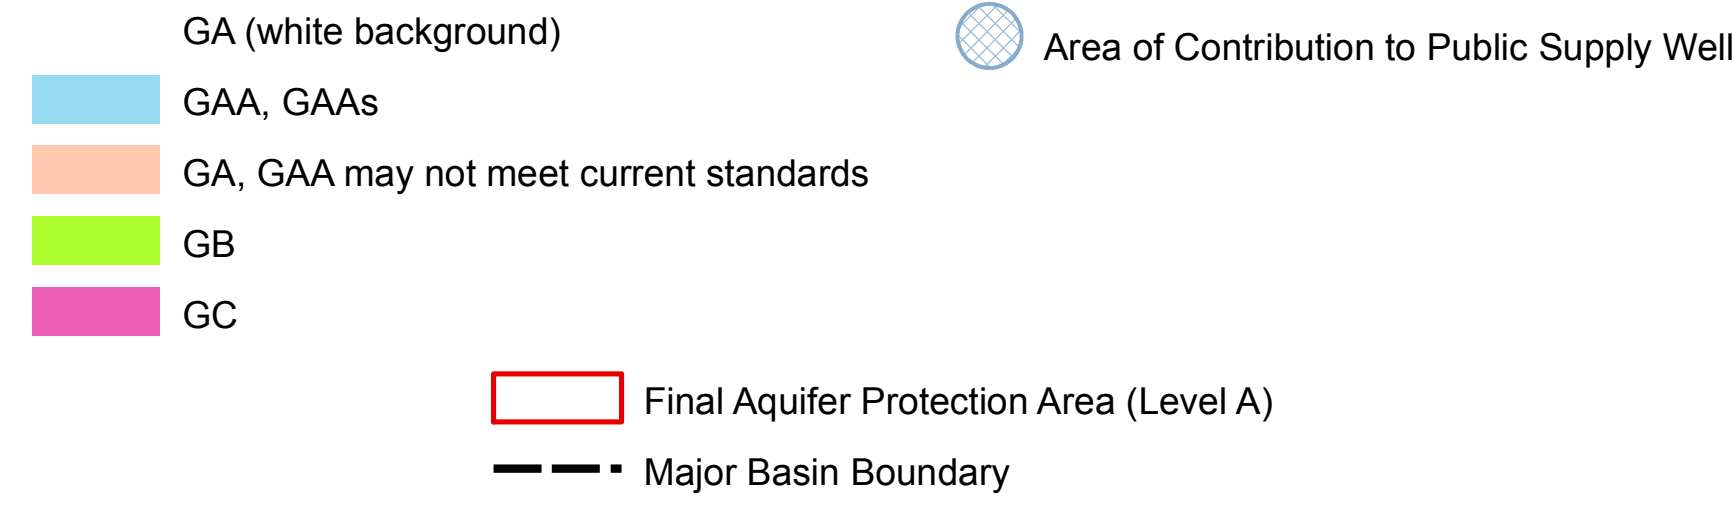 GA (white background)
Area of Contribution to Public Supply Well
GAA, GAAs
GA, GAA may not meet current standards
GB
GC
Final Aquifer Protection Area (Level A)
Major Basin Boundary